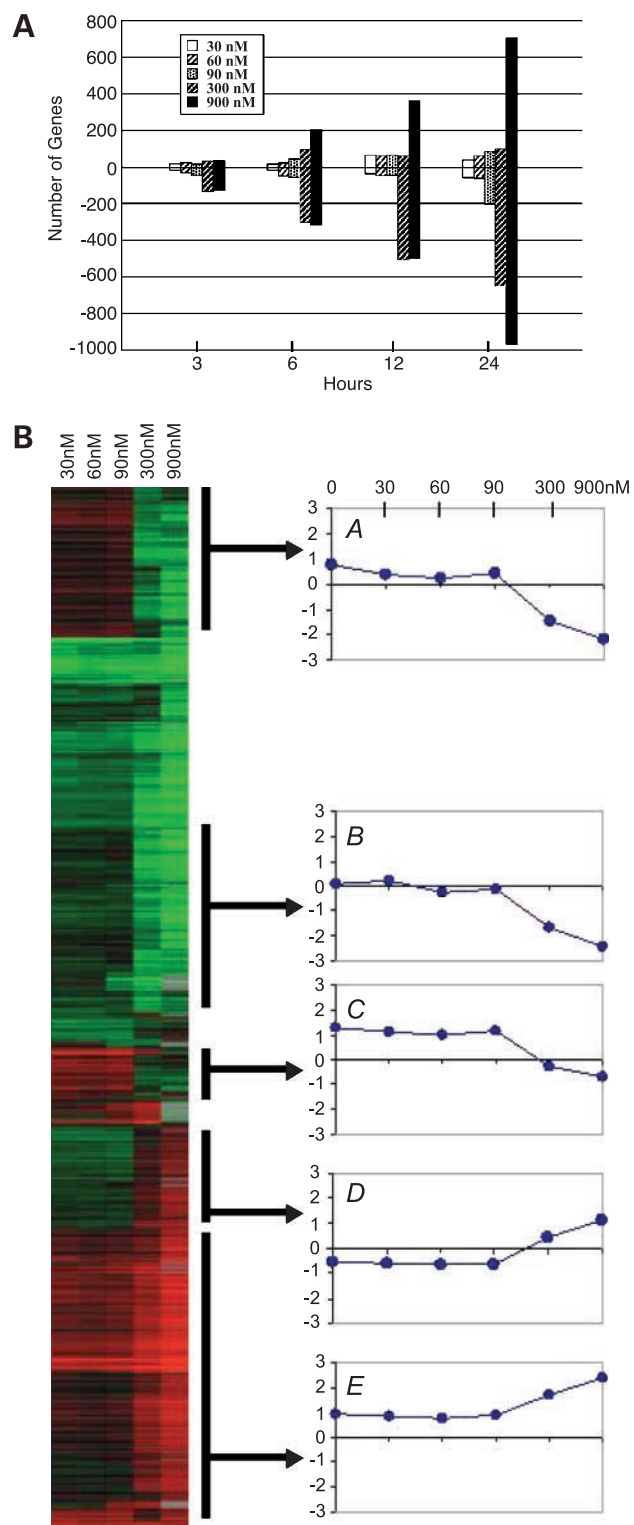 A
800
600
400
200
0
-200
-400
-600
-800
-1000
Number of Genes
30 nM
60 nM
90 nM
300 nM
900 nM
3 6 12 24
Hours
B
30nM 60nM 90nM 300nM 900nM
0 30 60 90 300 900nM
A
3
2
1
0
-1
-2
-3
B
3
2
1
0
-1
-2
-3
C
3
2
1
0
-1
-2
-3
D
3
2
1
0
-1
-2
-3
E
3
2
1
0
-1
-2
-3